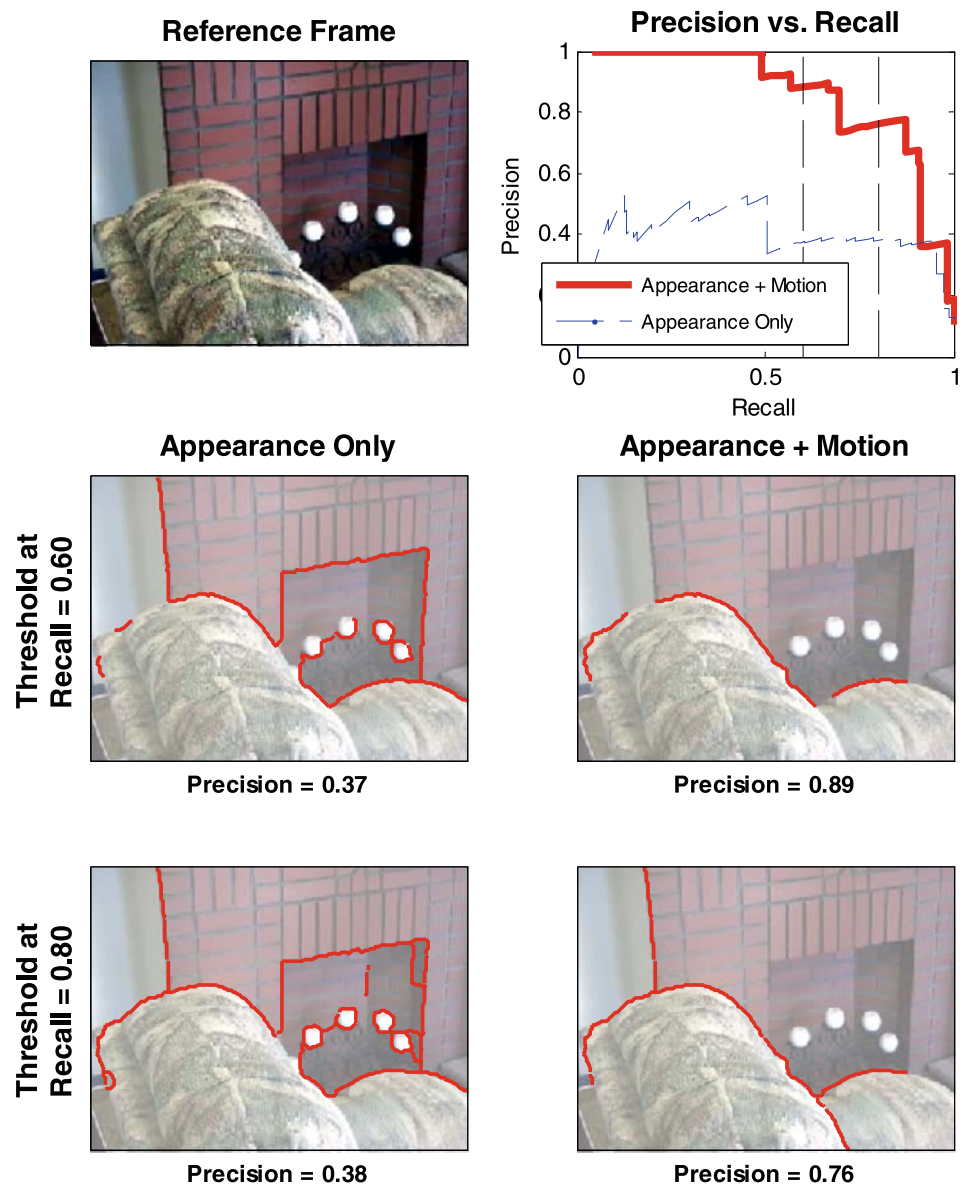 Reference Frame
Precision vs. Recall
1
0.8
0.6
0.4
0
Precision
Appearance + Motion
Appearance Only
0
0.5
1
Recall
Appearance Only
Appearance + Motion
Threshold at
Recall = 0.60
Precision = 0.37
Precision = 0.89
Threshold at
Recall = 0.80
Precision = 0.38
Precision = 0.76